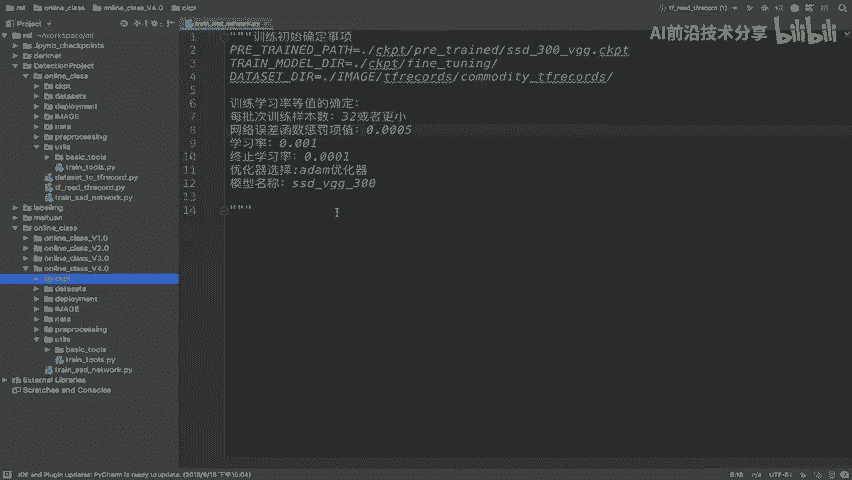 ml
online_class
online_class_V4.0
ckpt
tf_read_tfrecord (1)
AI前沿技术分享 bilibili
Project
ml ~/workspace/ml
.ipynb_checkpoints
darknet
DetectionProject
online_class
ckpt
datasets
deployment
IMAGE
nets
preprocessing
utils
basic_tools
train_tools.py
dataset_to_tfrecord.py
tf_read_tfrecord.py
train_ssd_network.py
labelImg
meituan
online_class
online_class_V1.0
online_class_V2.0
online_class_V3.0
online_class_V4.0
ckpt
datasets
deployment
IMAGE
nets
preprocessing
utils
basic_tools
train_tools.py
train_ssd_network.py
External Libraries
Scratches and Consoles
1 """训练初始确定事项
2 PRE_TRAINED_PATH=./ckpt/pre_trained/ssd_300_vgg.ckpt
3 TRAIN_MODEL_DIR=./ckpt/fine_tuning/
4 DATASET_DIR=./IMAGE/tfrecords/commodity_tfrecords/
5
6 训练学习率等值的确定:
7 每批次训练样本数: 32或者更小
8 网络误差函数惩罚项值: 0.0005
9 学习率: 0.001
10 终止学习率: 0.0001
11 优化器选择:adam优化器
12 模型名称: ssd_vgg_300
13
14 """
IDE and Plugin Updates: PyCharm is ready to update. (2018/6/15 下午10:04)
8:18 n/a UTF-8